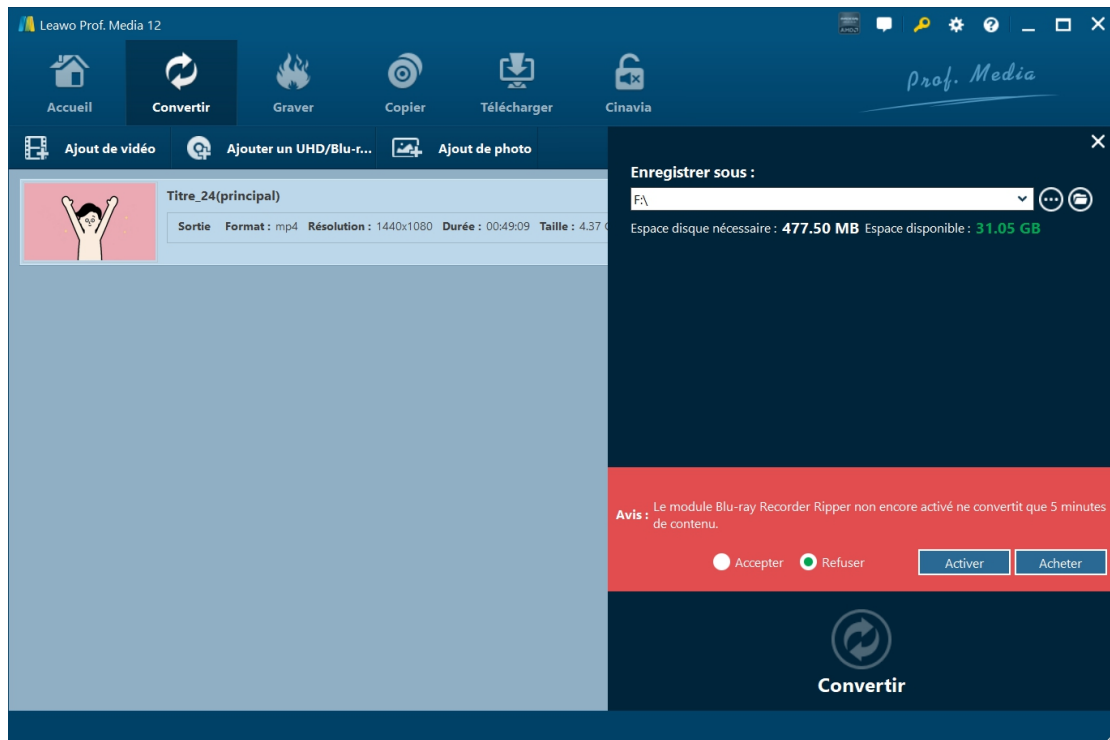 Leawo Prof. Media 12
Accueil
Convertir
Graver
Copier
Télécharger
Cinavia
Prof. Media
Ajout de vidéo
Ajouter un UHD/Blu-r...
Ajout de photo
Enregistrer sous :
F:\
Espace disque nécessaire : 477.50 MB Espace disponible : 31.05 GB
Titre_24(principal)
Sortie Format : mp4 Résolution : 1440x1080 Durée : 00:49:09 Taille : 4.37
Avis : Le module Blu-ray Recorder Ripper non encore activé ne convertit que 5 minutes
de contenu.
Accepter Refuser Activer Acheter
Convertir